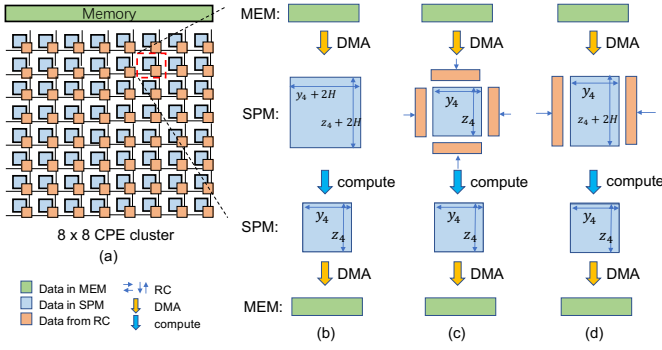 Memory
8 x 8 CPE cluster
(a)
Data in MEM
Data in SPM
Data from RC
RC
DMA
compute
MEM:
DMA
DMA
DMA
SPM:
y₄ + 2H
z₄ + 2H
y₄
z₄
y₄
z₄ + 2H
compute
compute
compute
SPM:
y₄
z₄
y₄
z₄
y₄
z₄
DMA
DMA
DMA
MEM:
(b)
(c)
(d)